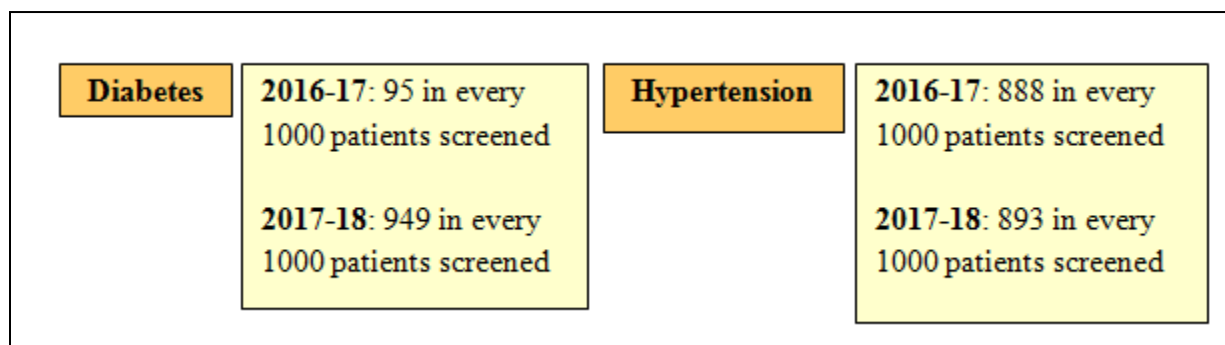 Diabetes
2016-17: 95 in every
1000 patients screened
2017-18: 949 in every
1000 patients screened
Hypertension
2016-17: 888 in every
1000 patients screened
2017-18: 893 in every
1000 patients screened